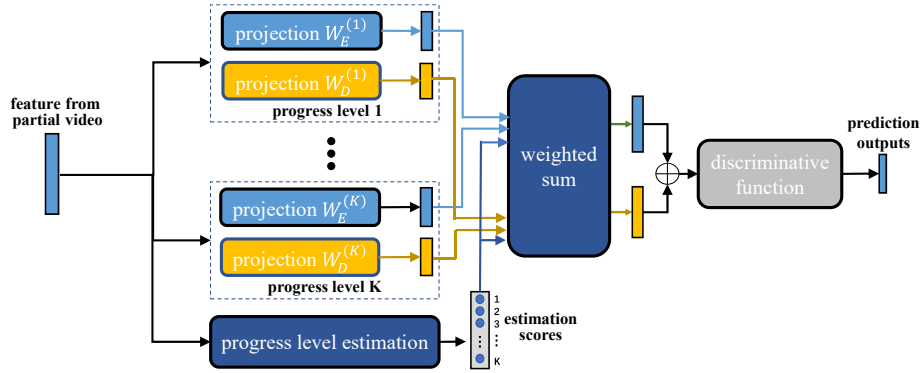 projection W_E^{(1)}
projection W_D^{(1)}
progress level 1
feature from
partial video
projection W_E^{(K)}
projection W_D^{(K)}
progress level K
progress level estimation
1
2
3
K
estimation
scores
weighted
sum
discriminative
function
prediction
outputs